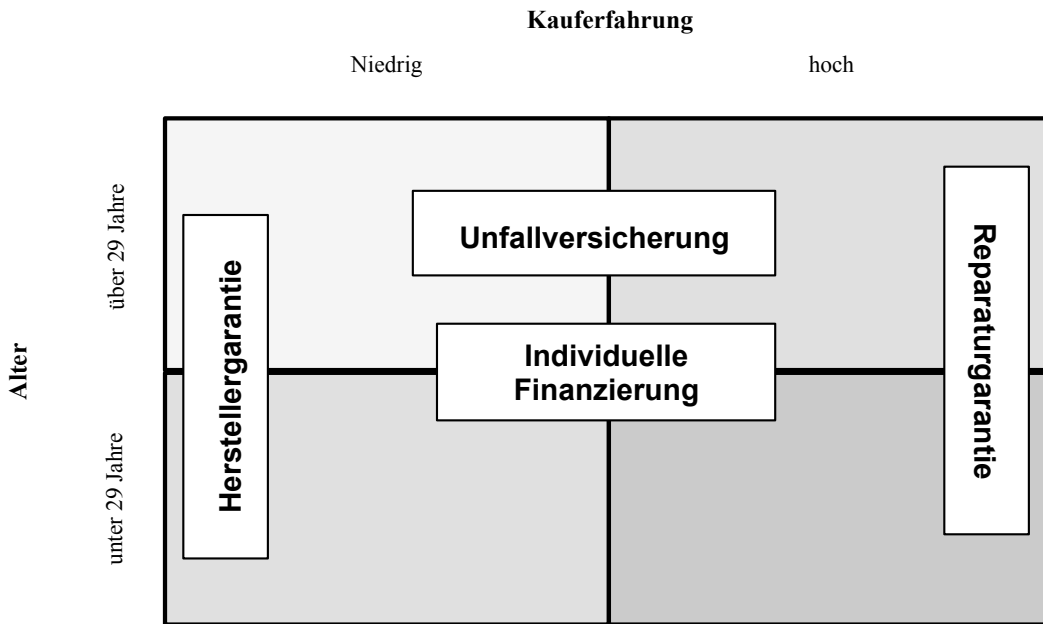 Kauferfahrung
Niedrig
hoch
Alter
über 29 Jahre
unter 29 Jahre
Herstellergarantie
Unfallversicherung
Individuelle
Finanzierung
Reparaturgarantie